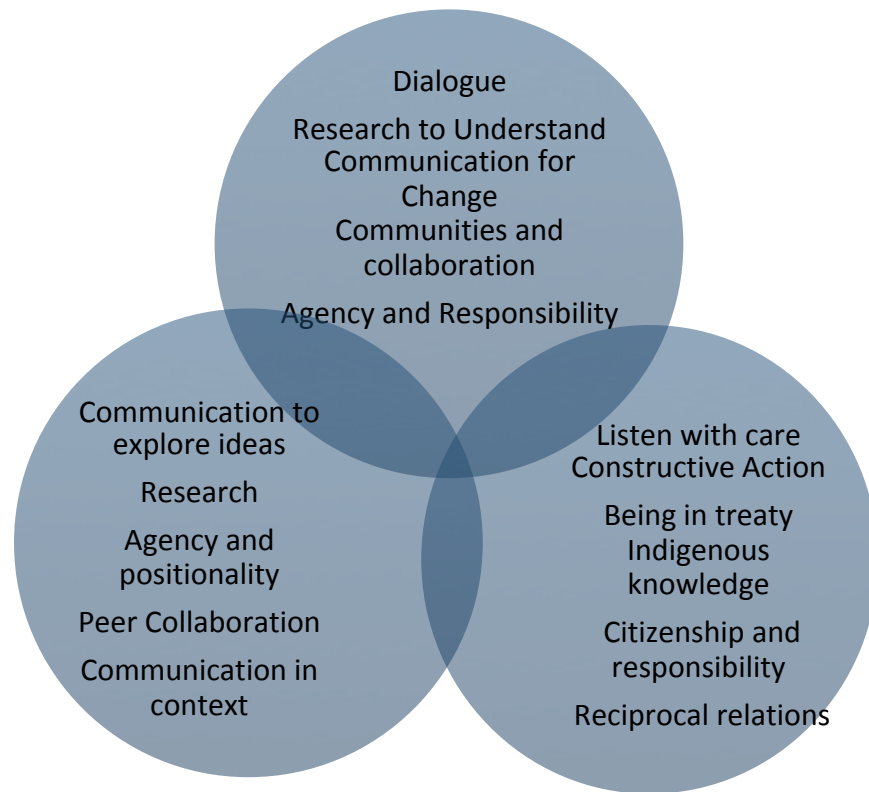 Dialogue
Research to Understand
Communication for
Change
Communities and
collaboration
Agency and Responsibility
Communication to
explore ideas
Research
Agency and
positionality
Peer Collaboration
Communication in
context
Listen with care
Constructive Action
Being in treaty
Indigenous
knowledge
Citizenship and
responsibility
Reciprocal relations